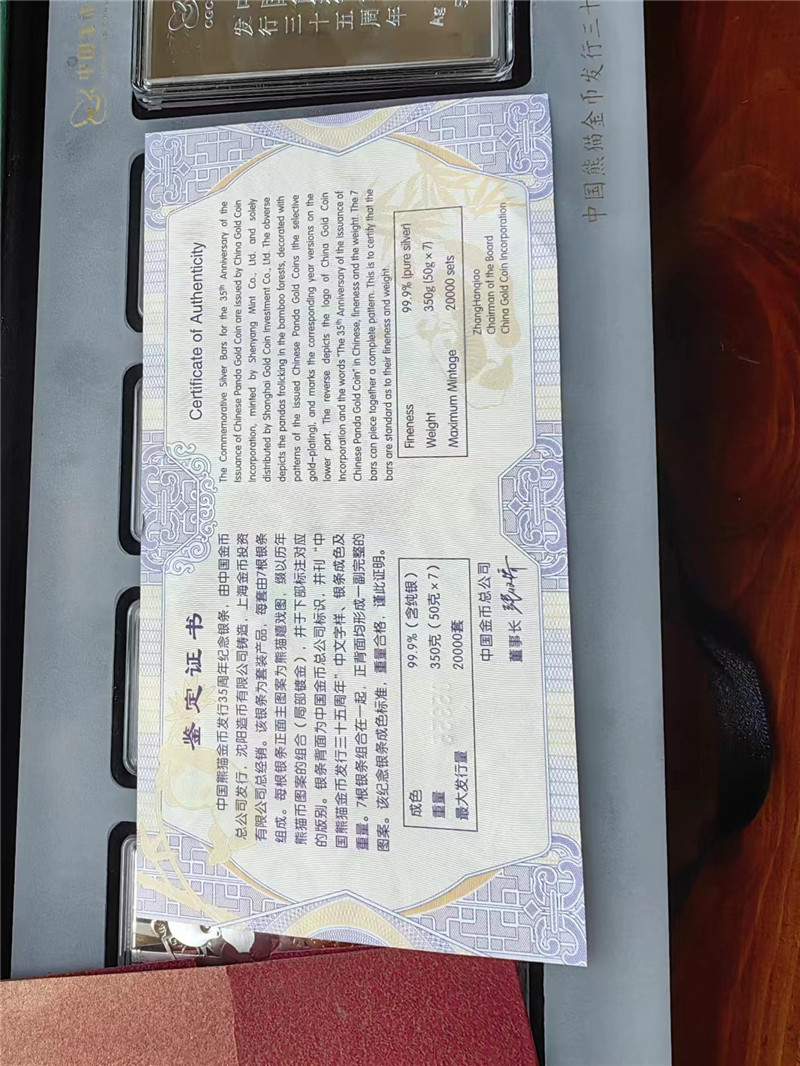 鉴定证书
中国熊猫金币发行35周年纪念银条，由中国金币
总公司发行，沈阳造币有限公司铸造，上海金币投资
有限公司总经销。该银条为套装产品，每套由7根银条
组成。每根银条正面主图案为熊猫嬉戏图，缀以历年
熊猫币图案的组合（局部镀金），并于下部标注对应
的版别。银条背面为中国金币总公司标识，并刊“中
国熊猫金币发行三十五周年”中文字样、银条成色及
重量。7根银条组合在一起，正背面均形成一副完整的
图案。该纪念银条成色标准，重量合格，谨此证明。
成色 99.9%（含纯银）
重量 350克（50克×7）
最大发行量 20000套
中国金币总公司
董事长
Certificate of Authenticity
The Commemorative Silver Bars for the 35th Anniversary of the
Issuance of Chinese Panda Gold Coin are issued by China Gold Coin
Incorporation, minted by Shenyang Mint Co., Ltd. and solely
distributed by Shanghai Gold Coin Investment Co., Ltd. The obverse
depicts the pandas frolicking in the bamboo forests, decorated with
patterns of the issued Chinese Panda Gold Coins (the selective
gold-plating), and marks the corresponding year versions on the
lower part. The reverse depicts the logo of China Gold Coin
Incorporation and the words "The 35th Anniversary of the Issuance of
Chinese Panda Gold Coin" in Chinese, fineness and the weight. The 7
bars can piece together a complete pattern. This is to certify that the
bars are standard as to their fineness and weight.
Fineness 99.9% (pure silver)
Weight 350g (50g×7)
Maximum Mintage 20000 sets
ZhangHanqiao
Chairman of the Board
China Gold Coin Incorporation
中国熊猫金币发行三十
发行
三十五周年